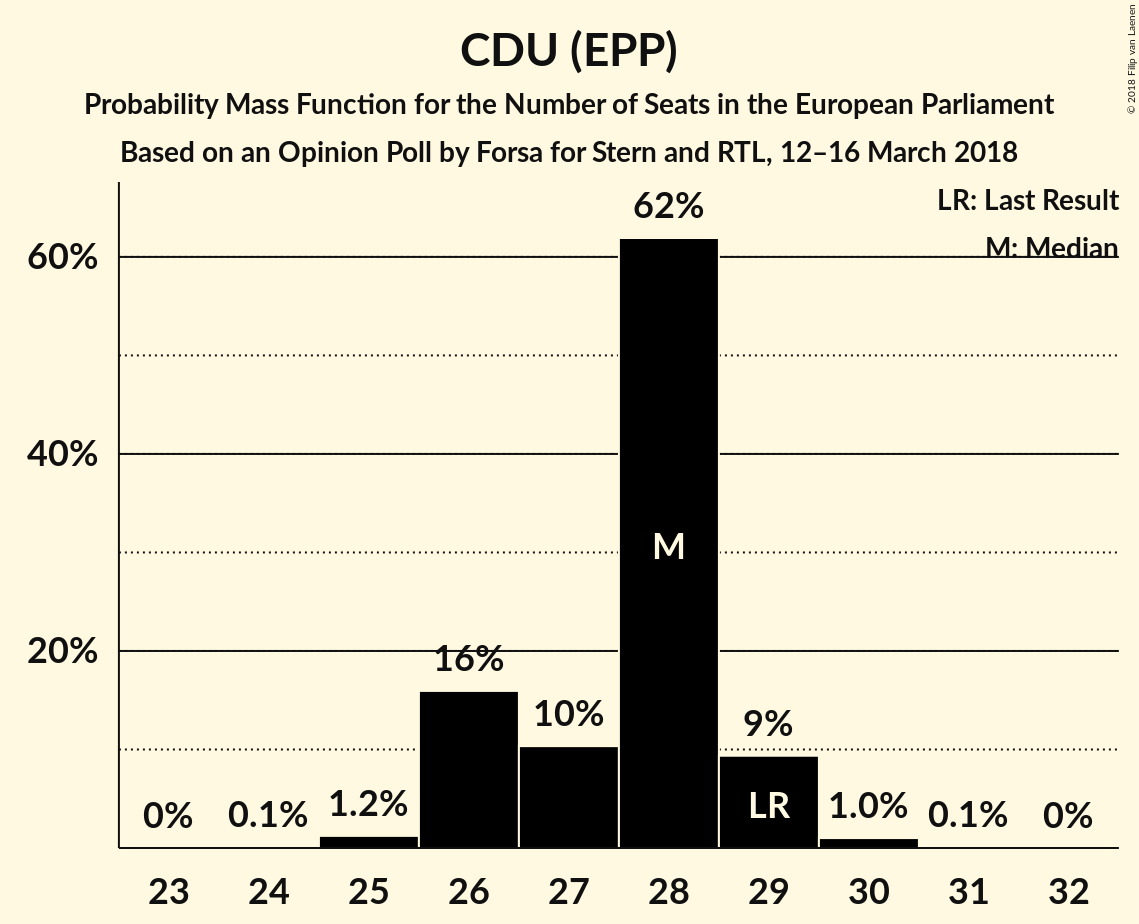 CDU (EPP)
Probability Mass Function for the Number of Seats in the European Parliament
Based on an Opinion Poll by Forsa for Stern and RTL, 12–16 March 2018
© 2018 Filip van Laenen
LR: Last Result
M: Median
60%
40%
20%
0%
0.1%
1.2%
16%
10%
62%
M
9%
LR
1.0%
0.1%
0%
23 24 25 26 27 28 29 30 31 32